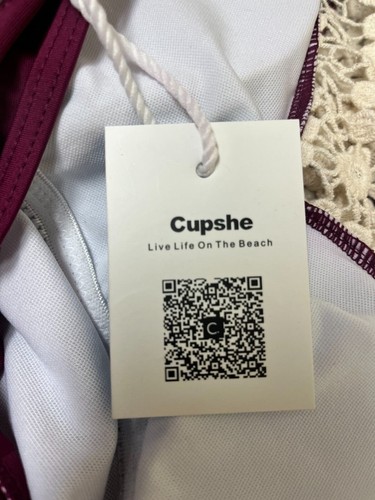 Cupshe
Live Life On The Beach
C